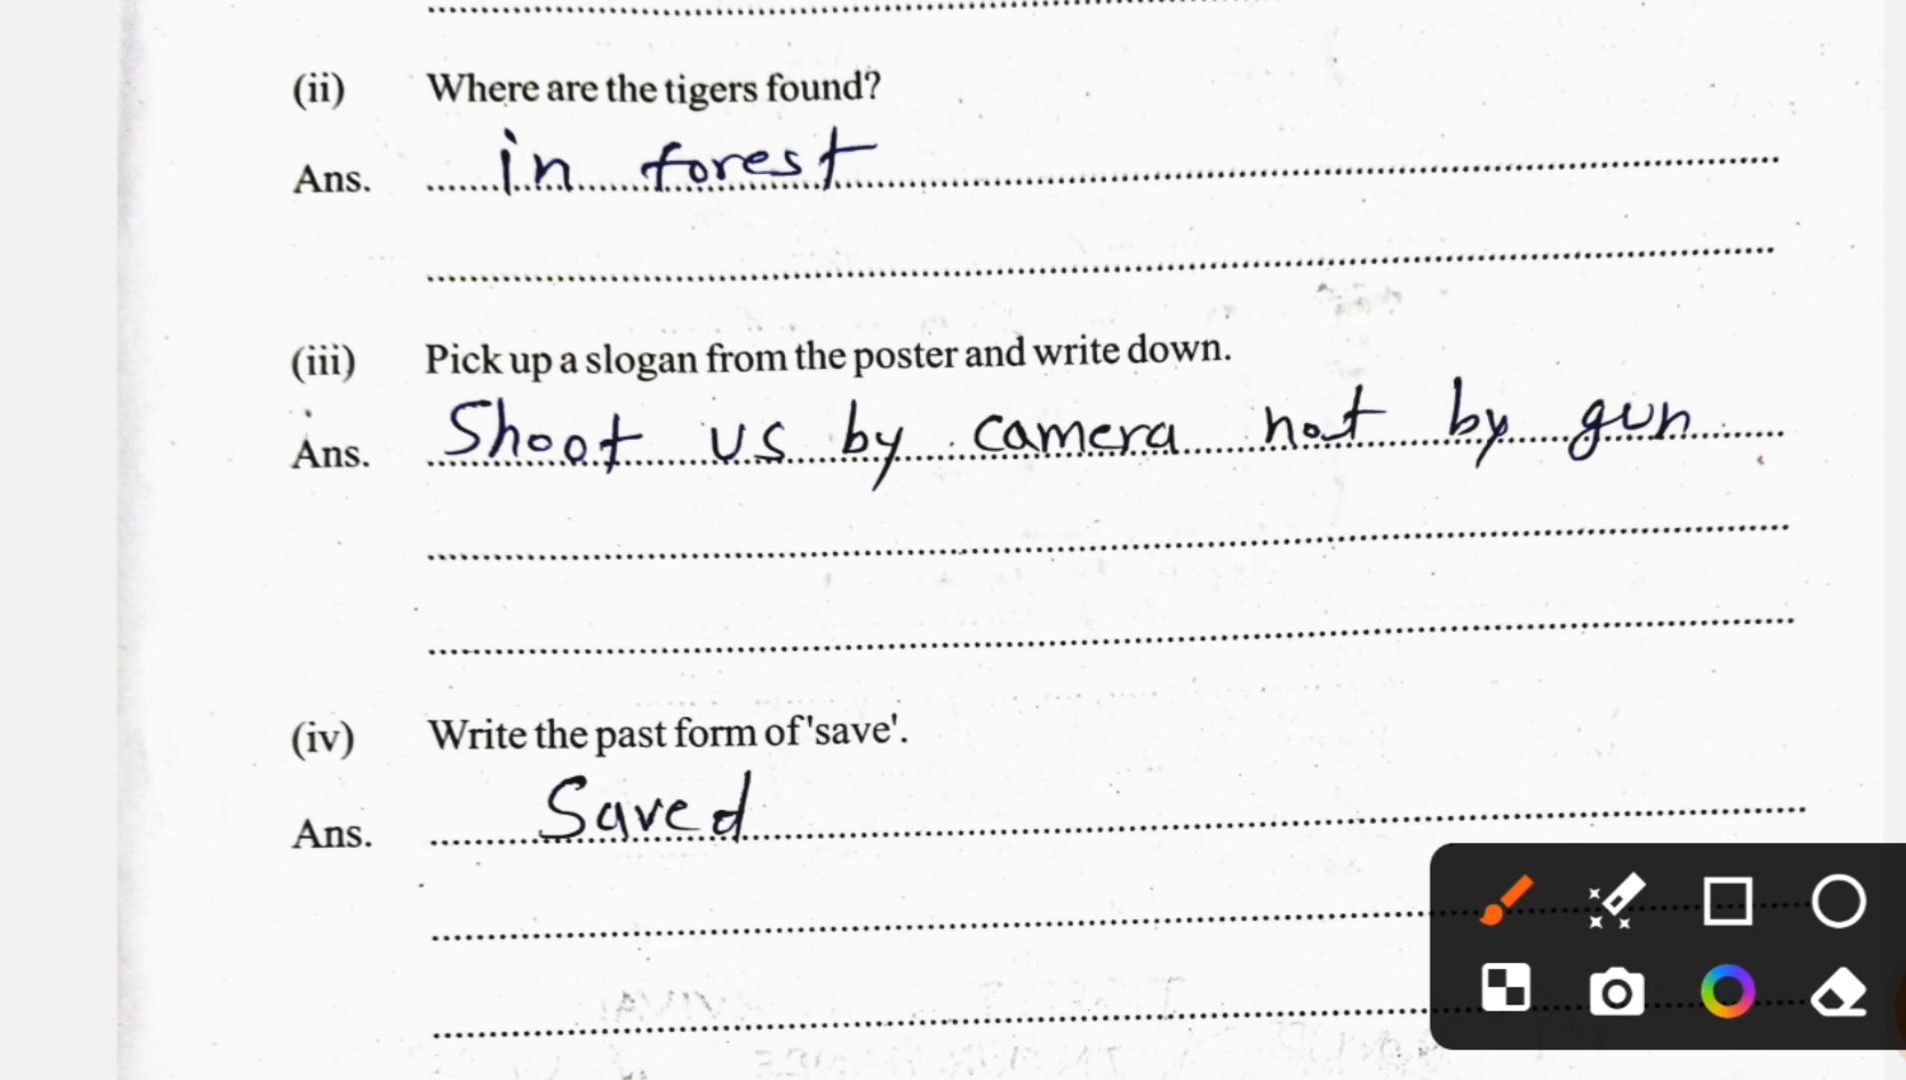 (ii) Where are the tigers found?
Ans. in forest
(iii) Pick up a slogan from the poster and write down.
Ans. Shoot us by camera not by gun
(iv) Write the past form of 'save'.
Ans. Saved